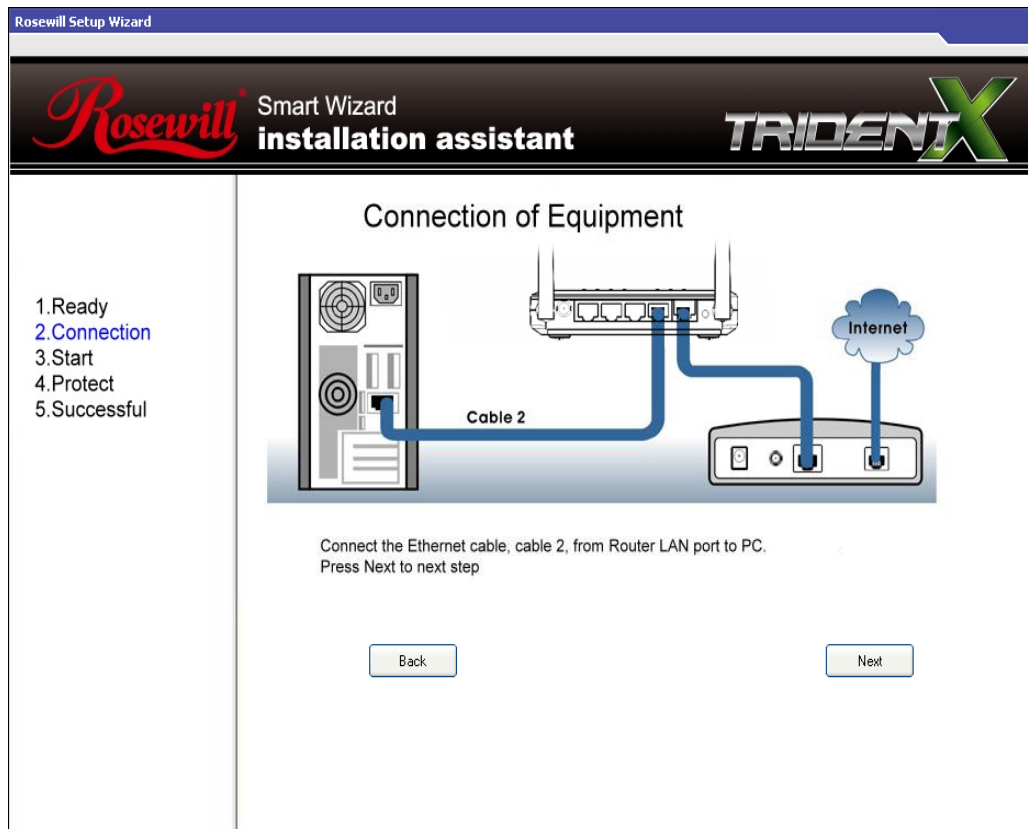 Rosewill Setup Wizard
Rosewill
Smart Wizard
installation assistant
TRIDENTX
1.Ready
2.Connection
3.Start
4.Protect
5.Successful
Connection of Equipment
Internet
Cable 2
Connect the Ethernet cable, cable 2, from Router LAN port to PC.
Press Next to next step
Back
Next